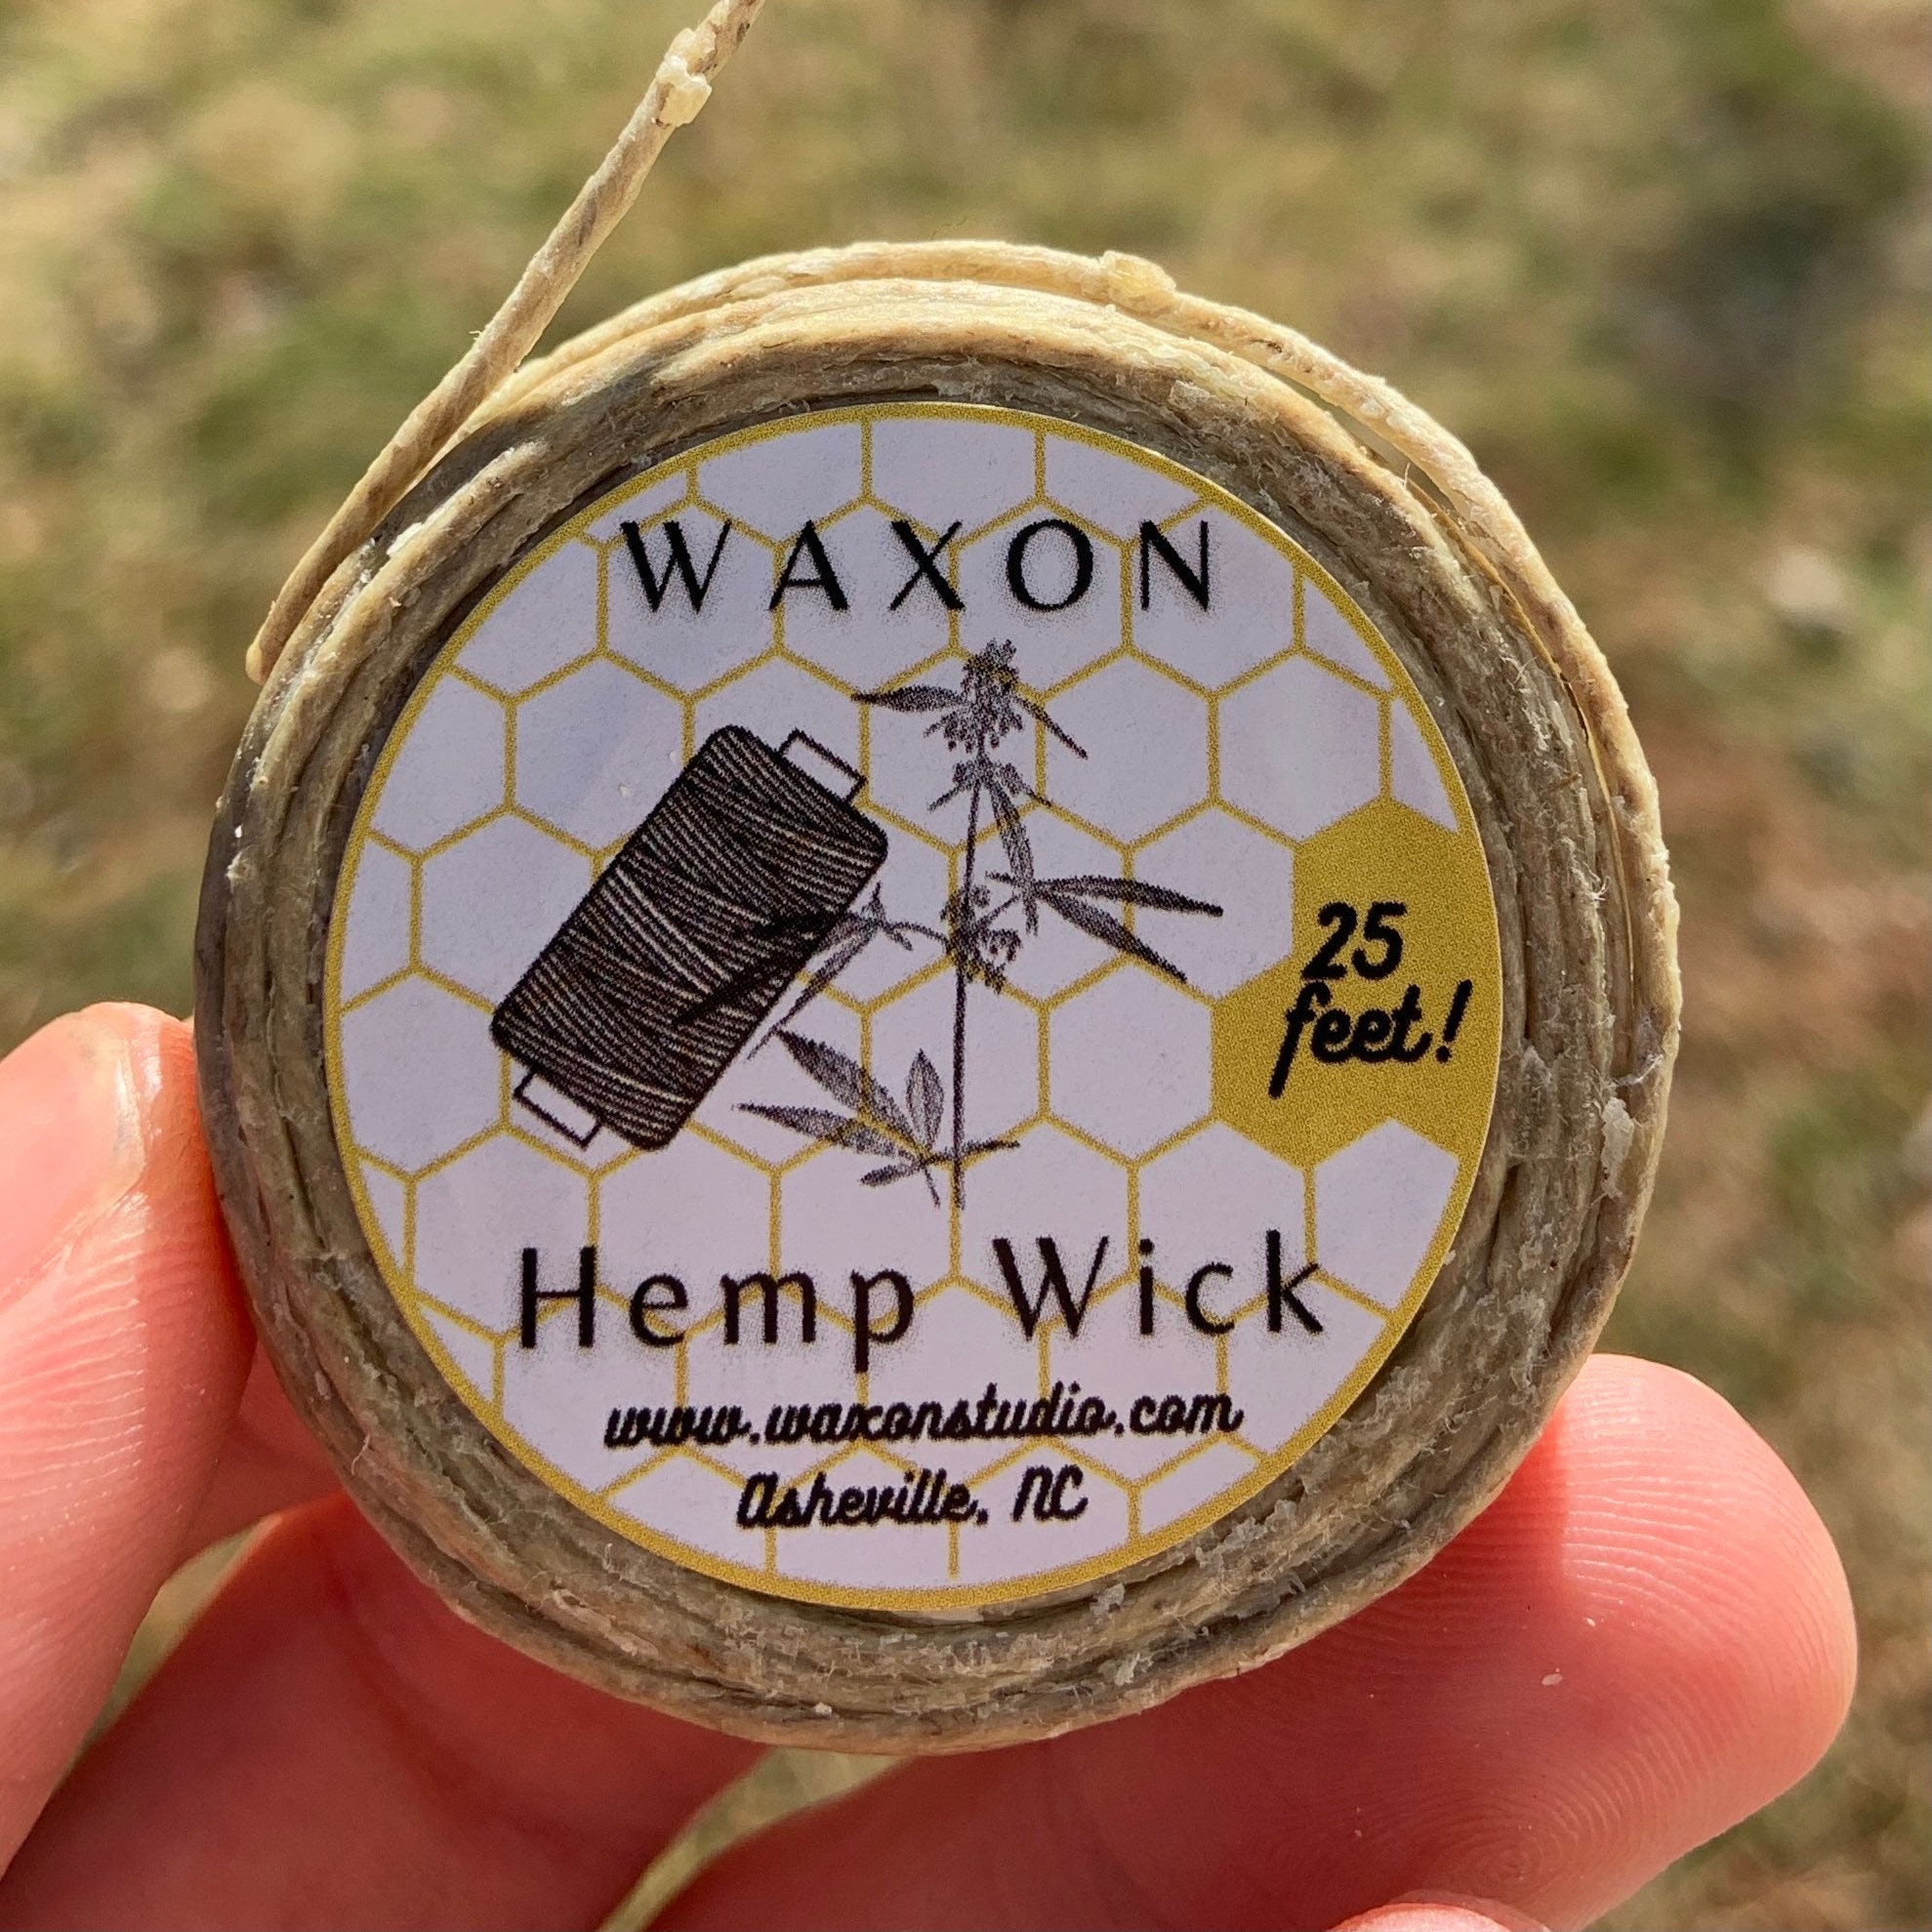 WAXON
25
feet!
Hemp Wick
www.waxonstudio.com
Asheville, NC